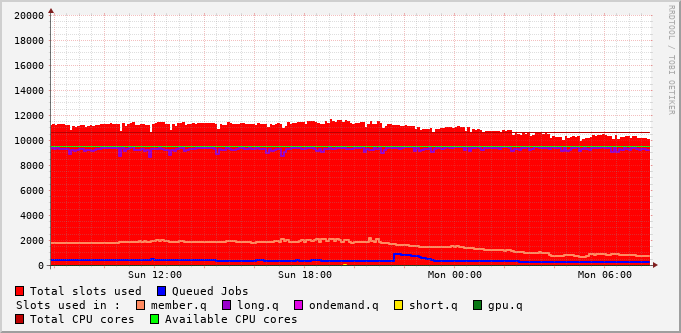 RRDTOOL / TOBI OETIKER
20000
18000
16000
14000
12000
10000
8000
6000
4000
2000
0
Sun 12:00 Sun 18:00 Mon 00:00 Mon 06:00
Total slots used Queued Jobs
Slots used in : member.q long.q ondemand.q short.q gpu.q
Total CPU cores Available CPU cores